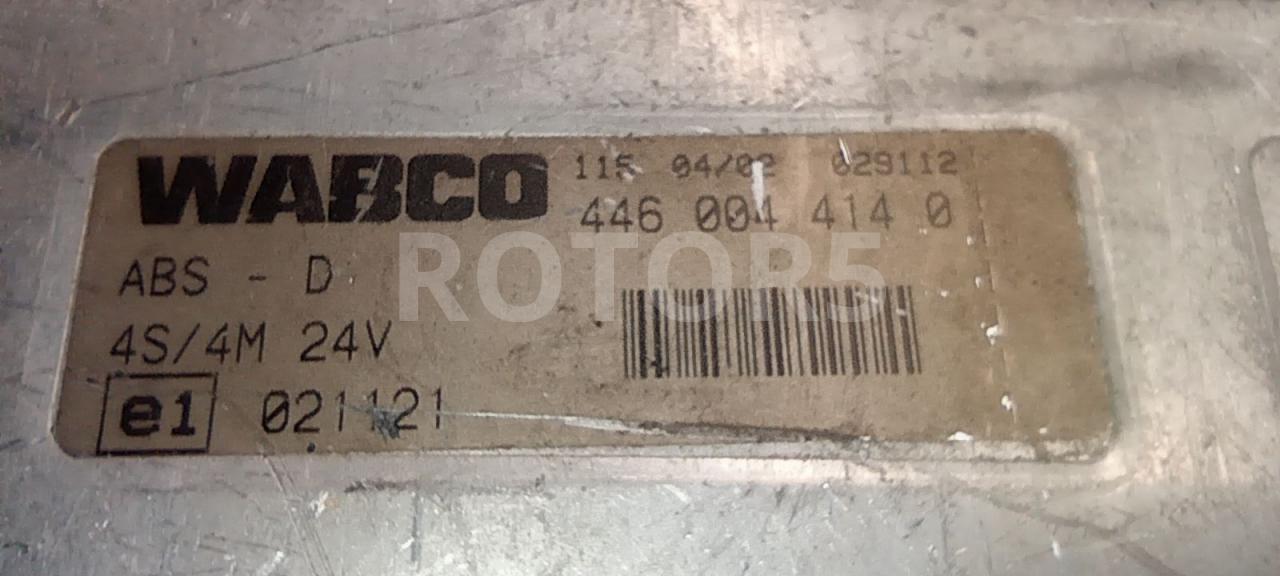 WABCO 115 04/02 029112
446 004 414 0
ROTOR5
ABS - D
4S/4M 24V
e1 021121